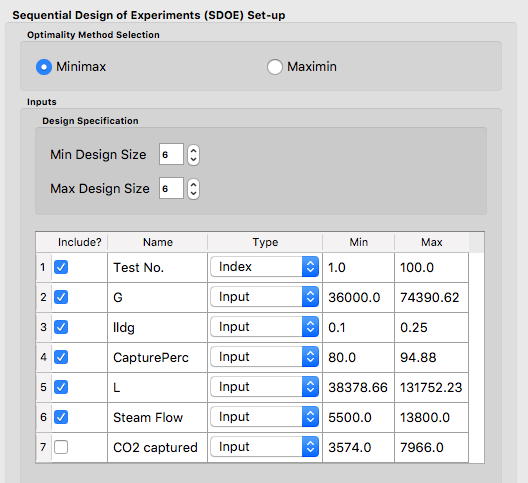 Sequential Design of Experiments (SDOE) Set-up
Optimality Method Selection
Minimax Maximin
Inputs
Design Specification
Min Design Size 6
Max Design Size 6
Include? Name Type Min Max
1 Test No. Index 1.0 100.0
2 G Input 36000.0 74390.62
3 lldg Input 0.1 0.25
4 CapturePerc Input 80.0 94.88
5 L Input 38378.66 131752.23
6 Steam Flow Input 5500.0 13800.0
7 CO2 captured Input 3574.0 7966.0